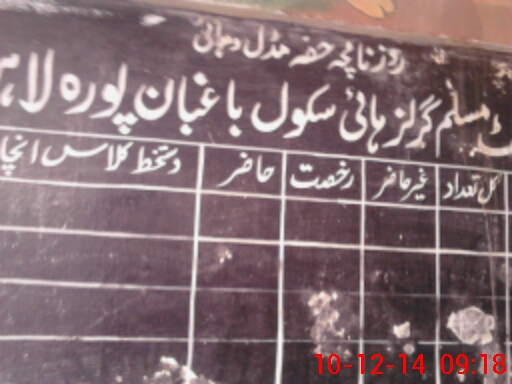 روزنامچہ حصہ مڈل و ہائی
مسلم گرلز ہائی سکول باغبان پورہ لاہ
کل تعداد غیر حاضر رخصت حاضر دستخط کلاس انچا
10-12-14 09:18